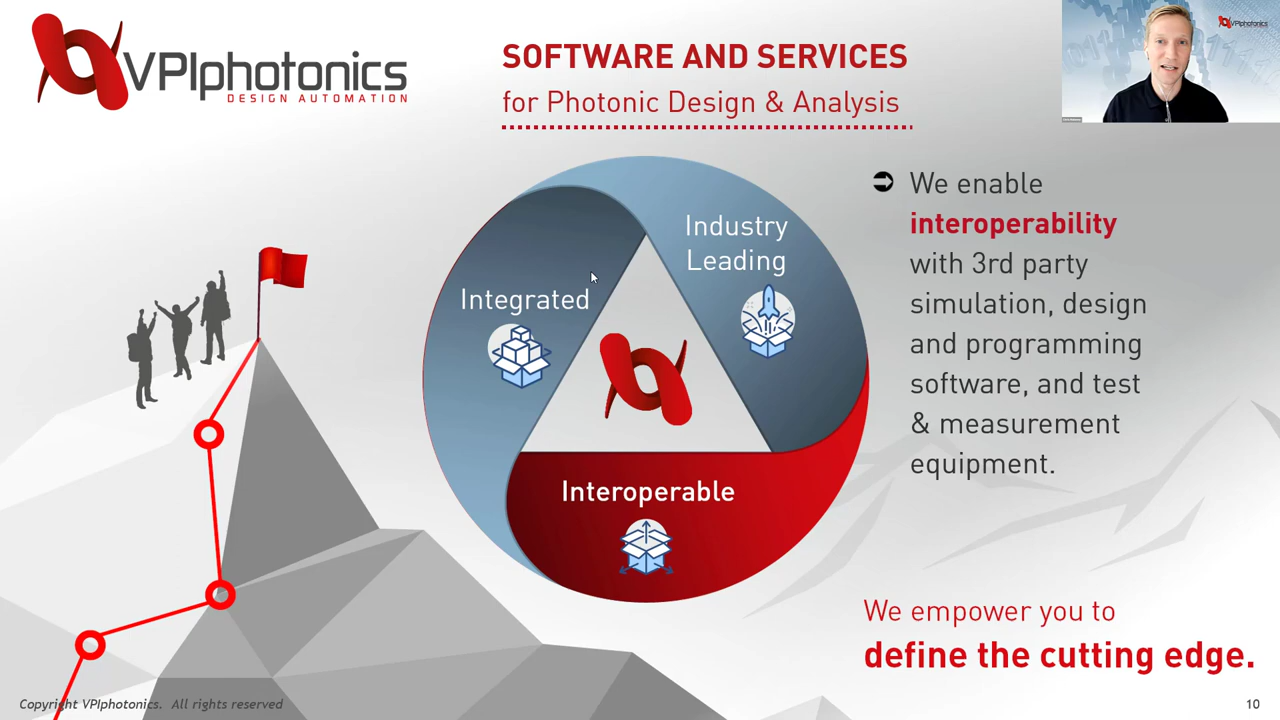 VPIphotonics
DESIGN AUTOMATION
SOFTWARE AND SERVICES
for Photonic Design & Analysis
VPIphotonics
Industry
Leading
Integrated
Interoperable
We enable
interoperability
with 3rd party
simulation, design
and programming
software, and test
& measurement
equipment.
We empower you to
define the cutting edge.
Copyright VPIphotonics. All rights reserved
10